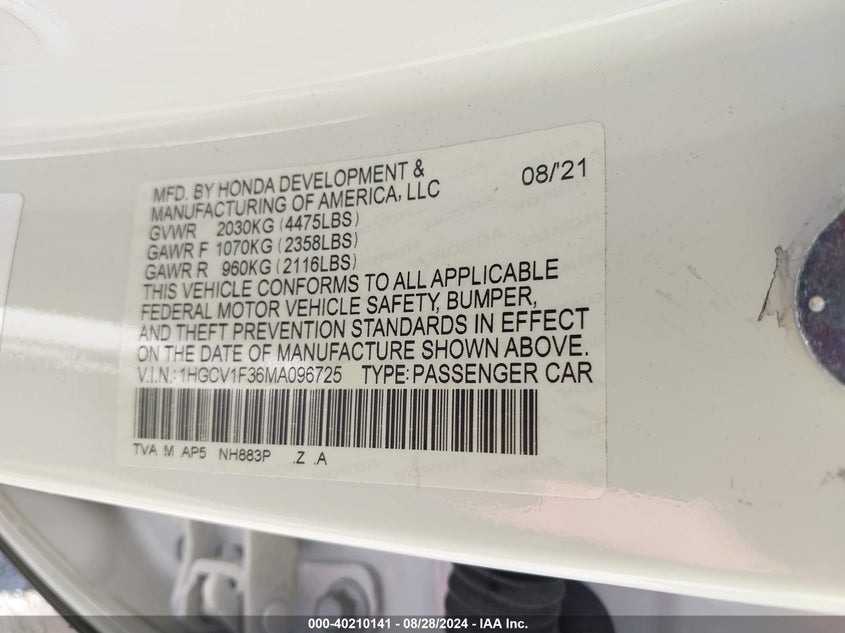 MFD. BY HONDA DEVELOPMENT &
MANUFACTURING OF AMERICA, LLC
08/'21
GVWR 2030KG (4475LBS)
GAWR F 1070KG (2358LBS)
GAWR R 960KG (2116LBS)
THIS VEHICLE CONFORMS TO ALL APPLICABLE
FEDERAL MOTOR VEHICLE SAFETY, BUMPER,
AND THEFT PREVENTION STANDARDS IN EFFECT
ON THE DATE OF MANUFACTURE SHOWN ABOVE.
V.I.N.:1HGCV1F36MA096725 TYPE:PASSENGER CAR
TVA M AP5 NH883P .Z .A
000-40210141 - 08/28/2024 - IAA Inc.